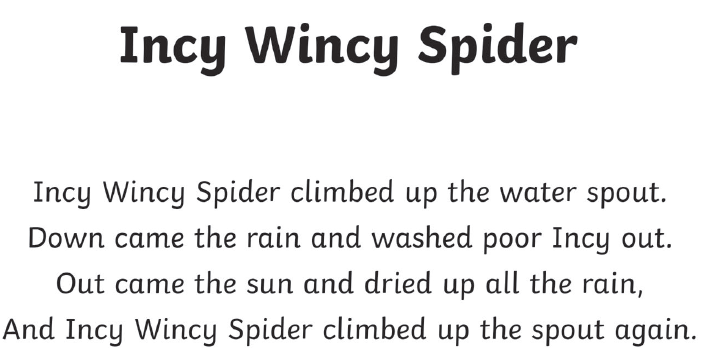 Incy Wincy Spider
Incy Wincy Spider climbed up the water spout.
Down came the rain and washed poor Incy out.
Out came the sun and dried up all the rain,
And Incy Wincy Spider climbed up the spout again.